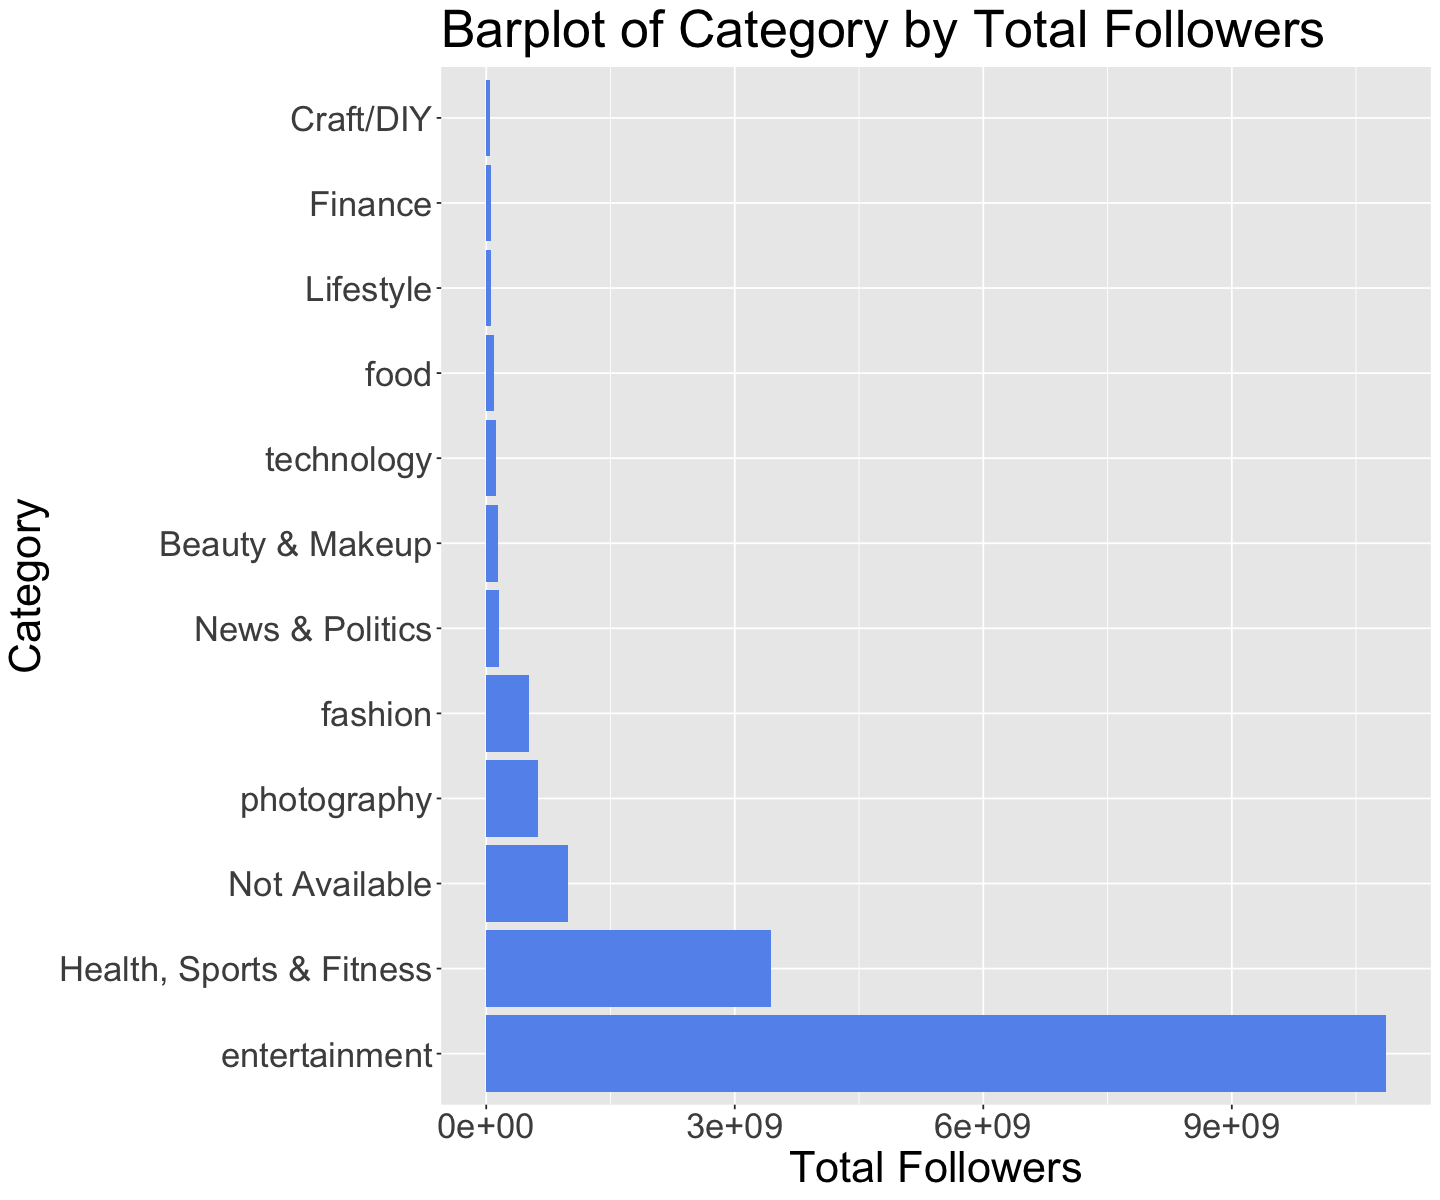 Barplot of Category by Total Followers
Category
Craft/DIY
Finance
Lifestyle
food
technology
Beauty & Makeup
News & Politics
fashion
photography
Not Available
Health, Sports & Fitness
entertainment
0e+00 3e+09 6e+09 9e+09
Total Followers